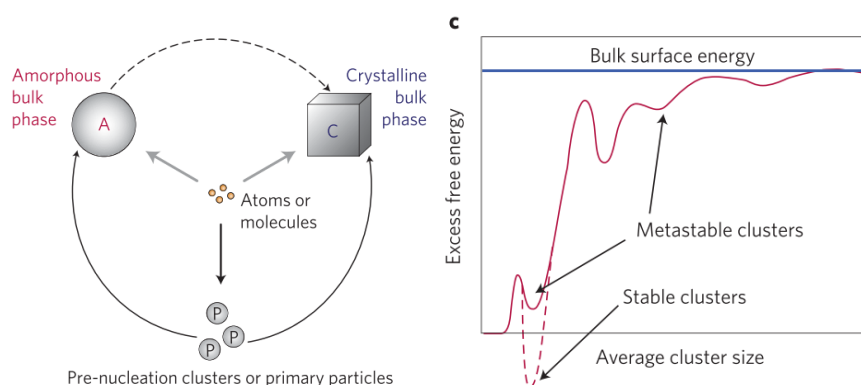 Amorphous
bulk
phase
A
Crystalline
bulk
phase
C
Atoms or
molecules
P
P
P
Pre-nucleation clusters or primary particles
c
Bulk surface energy
Excess free energy
Metastable clusters
Stable clusters
Average cluster size